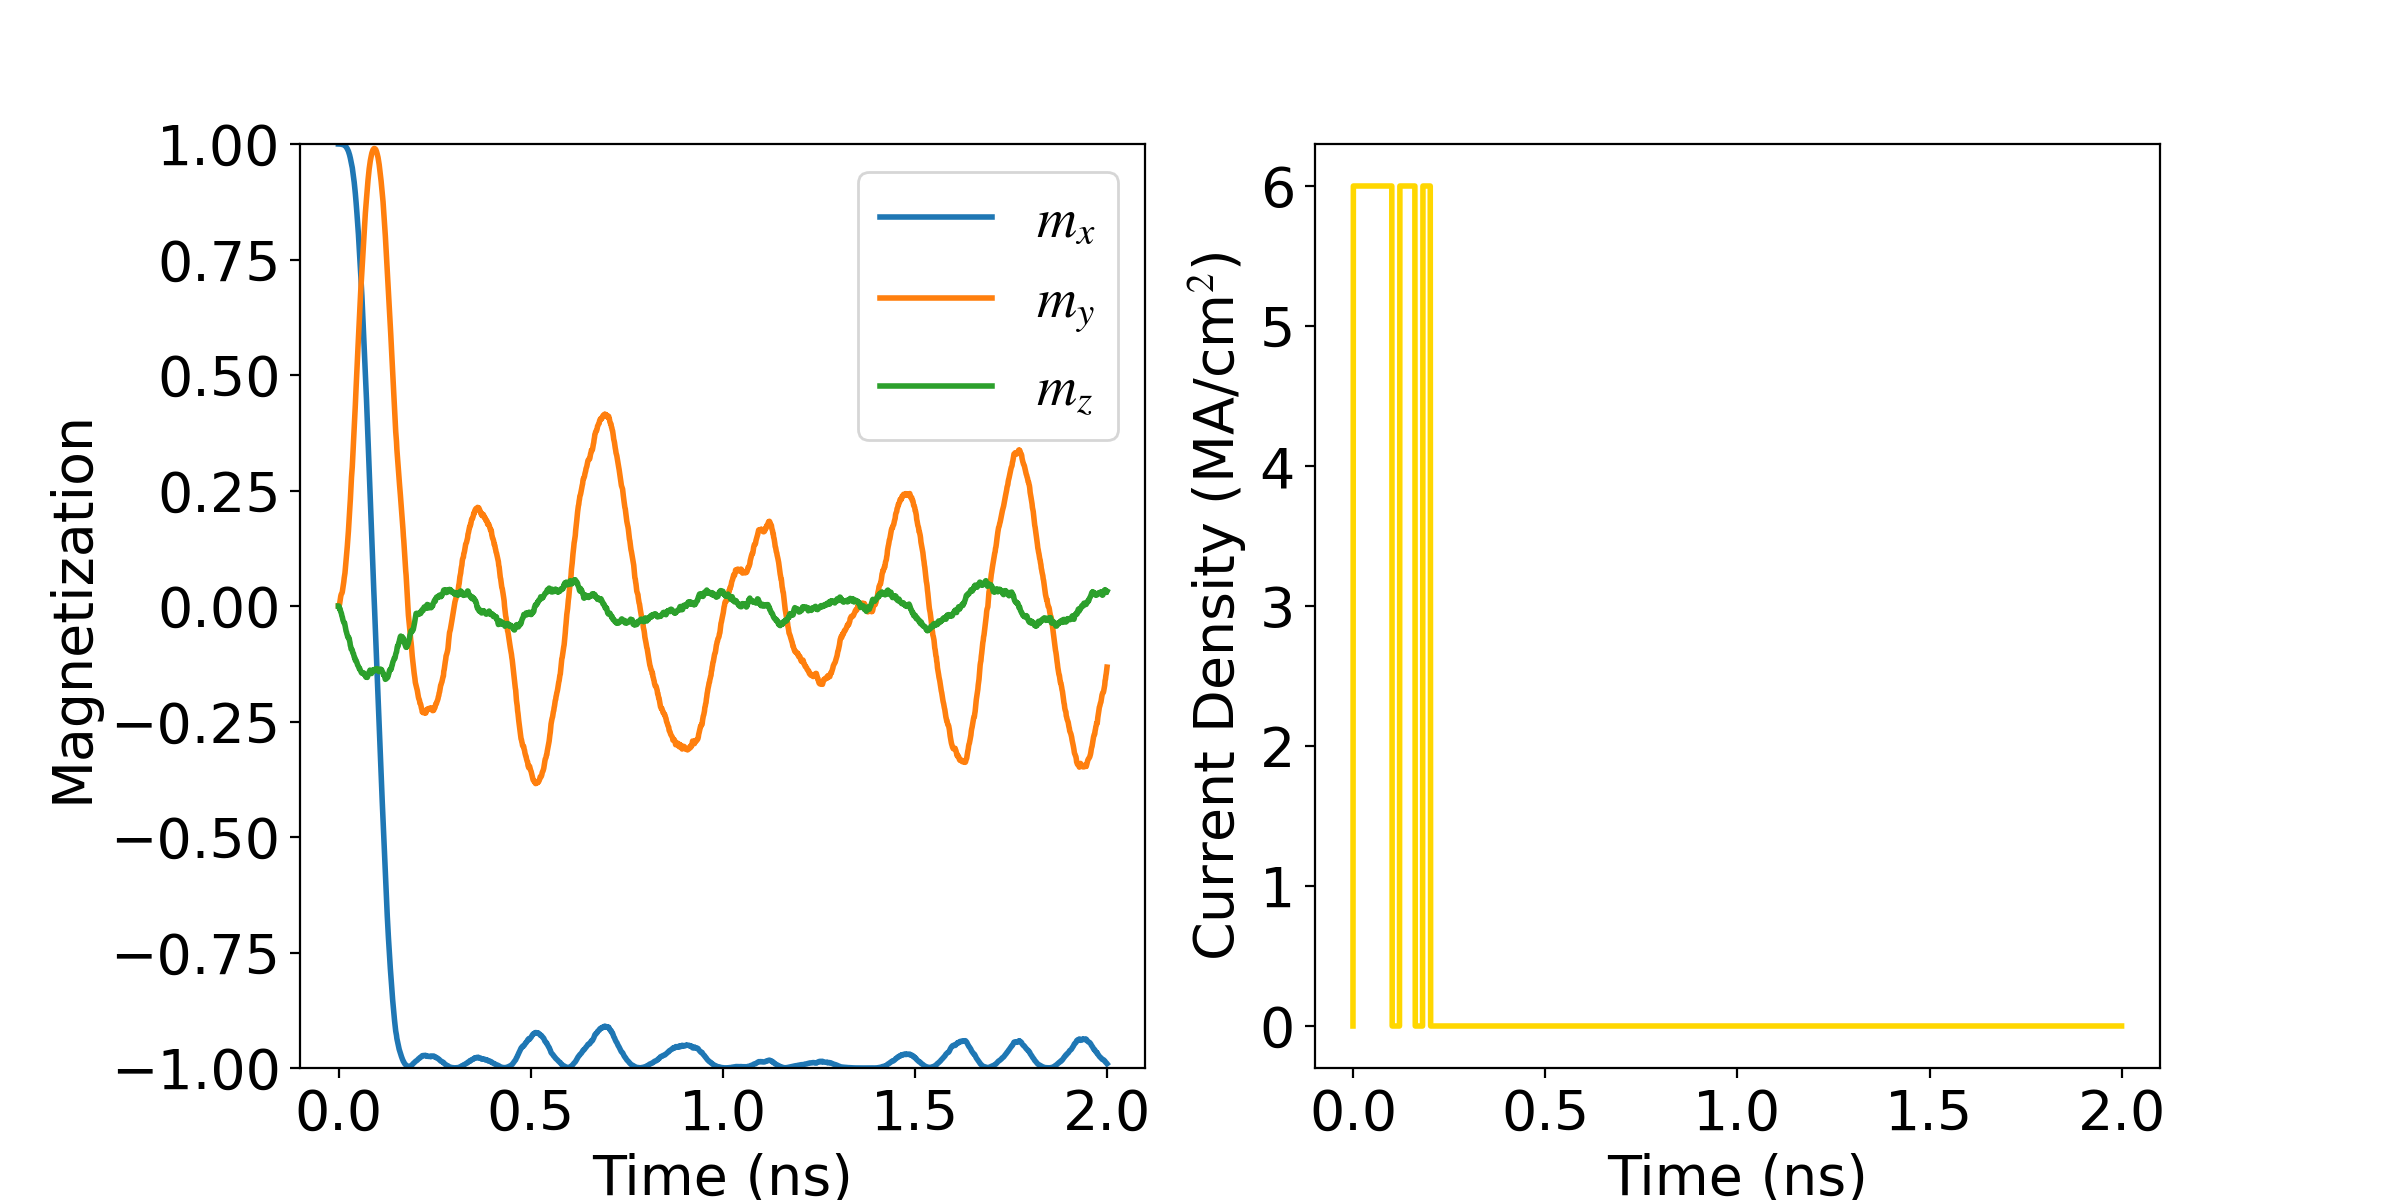 Magnetization
1.00
0.75
0.50
0.25
0.00
−0.25
−0.50
−0.75
−1.00
0.0 0.5 1.0 1.5 2.0
Time (ns)
m_x
m_y
m_z
Current Density (MA/cm²)
6
5
4
3
2
1
0
0.0 0.5 1.0 1.5 2.0
Time (ns)